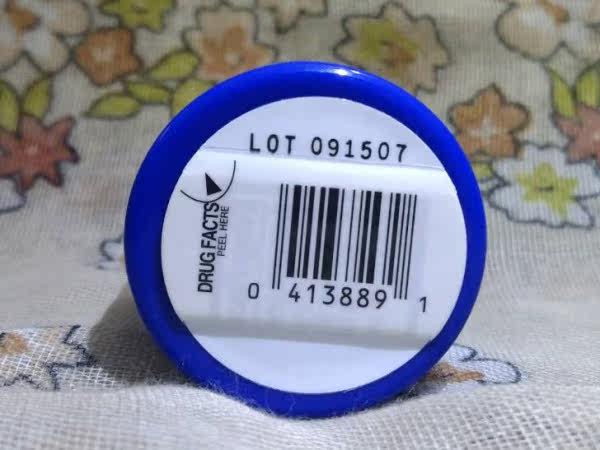 LOT 091507
DRUG FACTS
PEEL HERE
0 413889 1